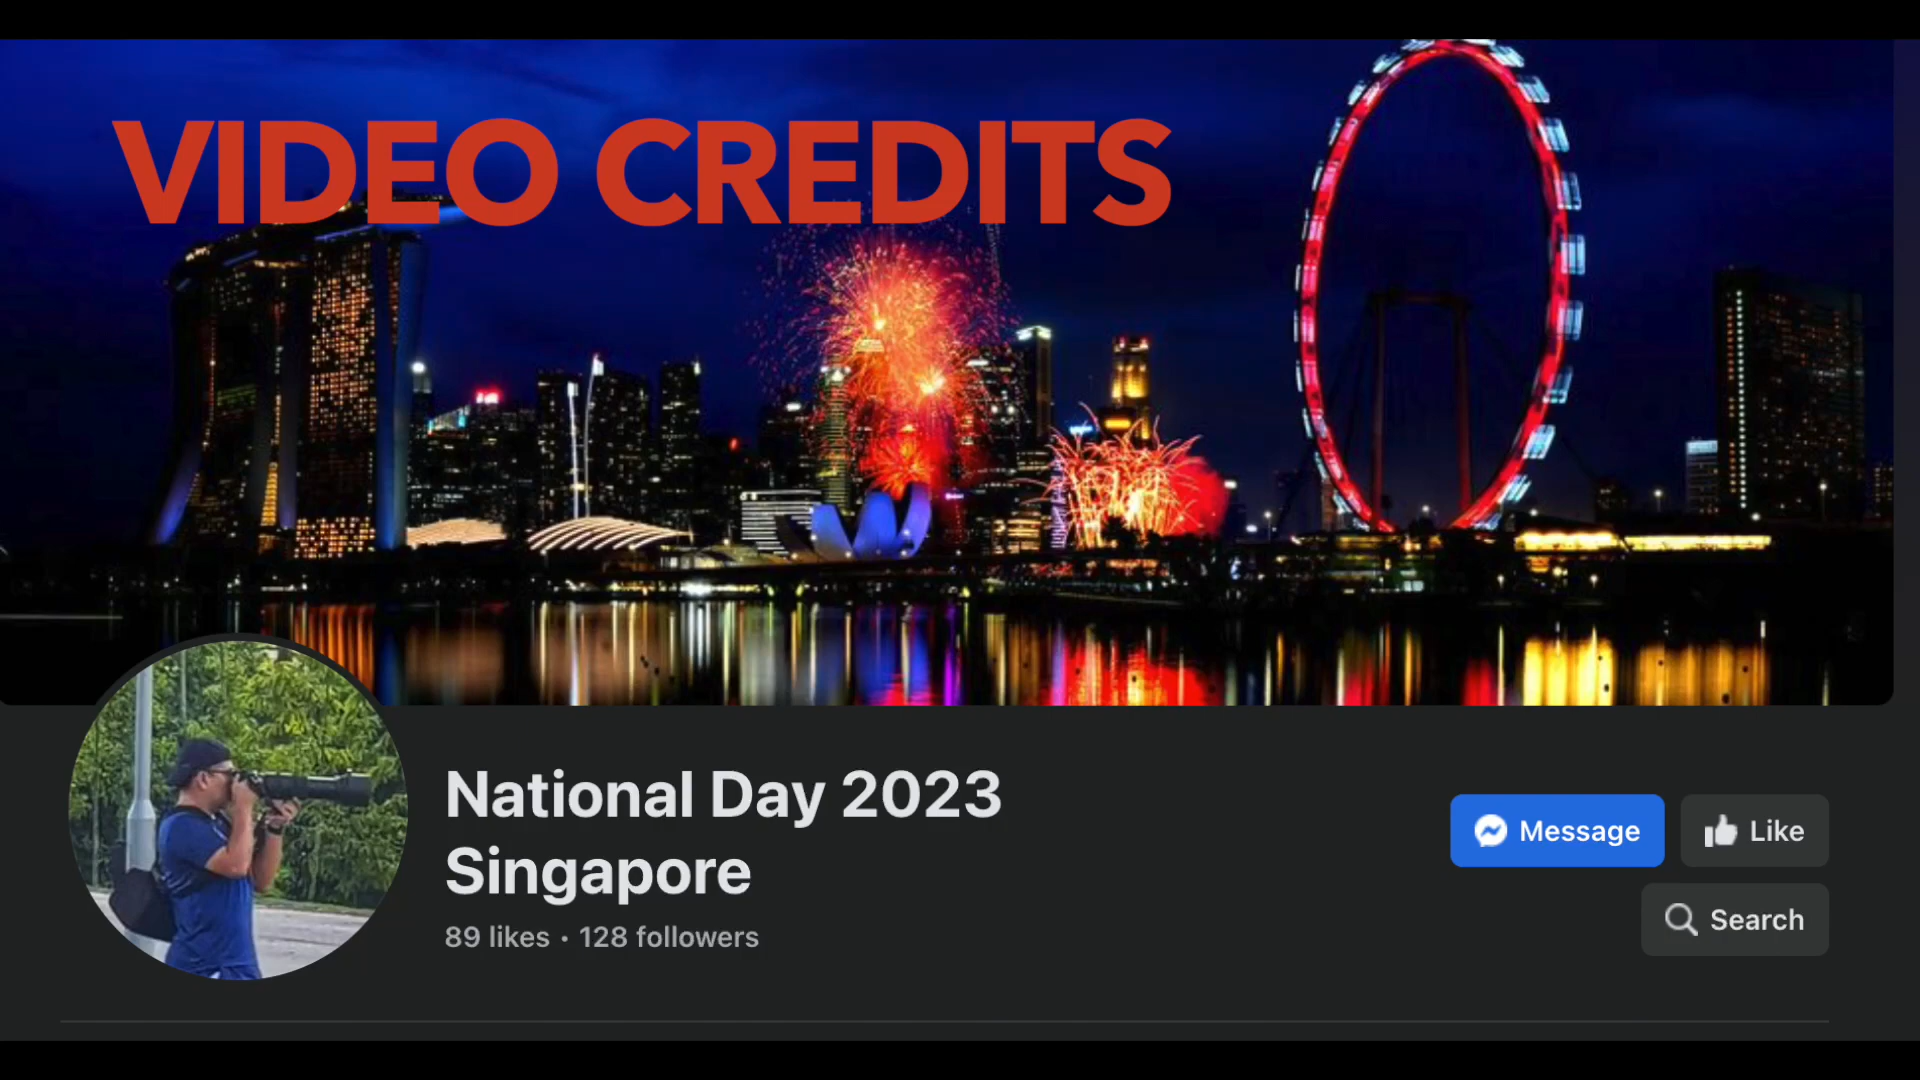 VIDEO CREDITS
National Day 2023
Singapore
89 likes · 128 followers
Message
Like
Search